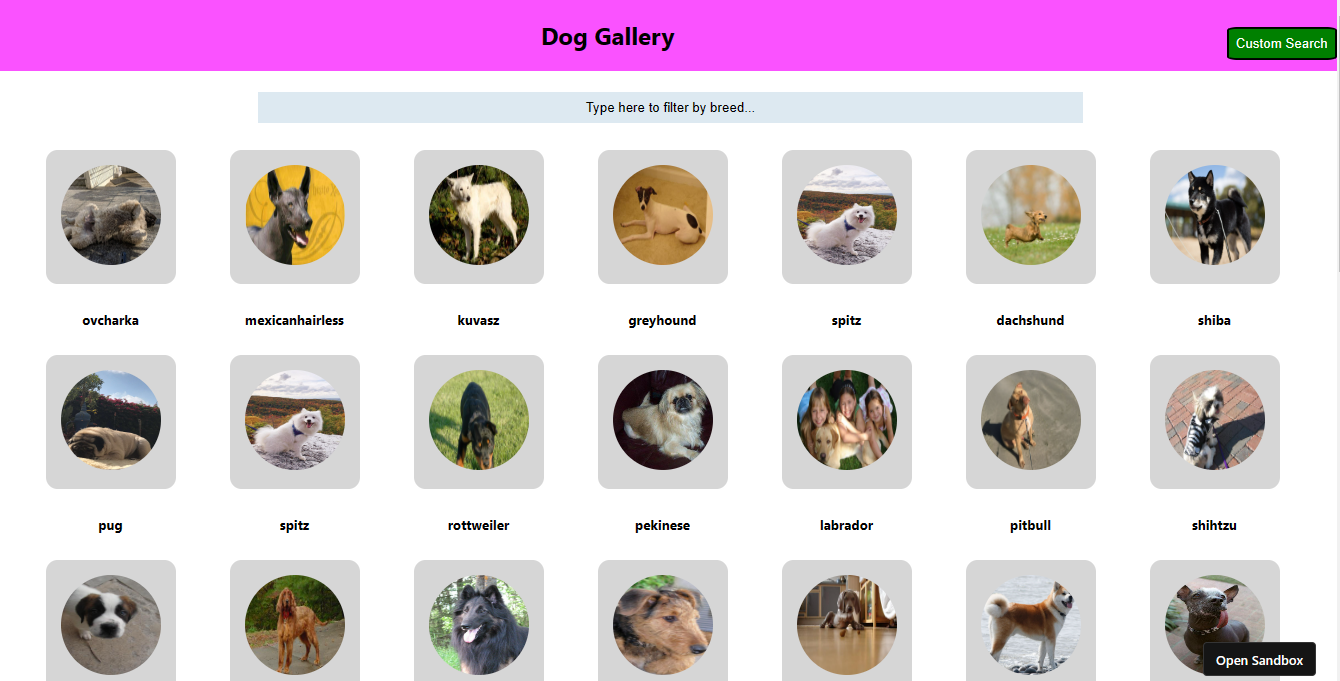 Dog Gallery
Custom Search
Type here to filter by breed...
ovcharka
mexicanhairless
kuvasz
greyhound
spitz
dachshund
shiba
pug
spitz
rottweiler
pekinese
labrador
pitbull
shihtzu
Open Sandbox